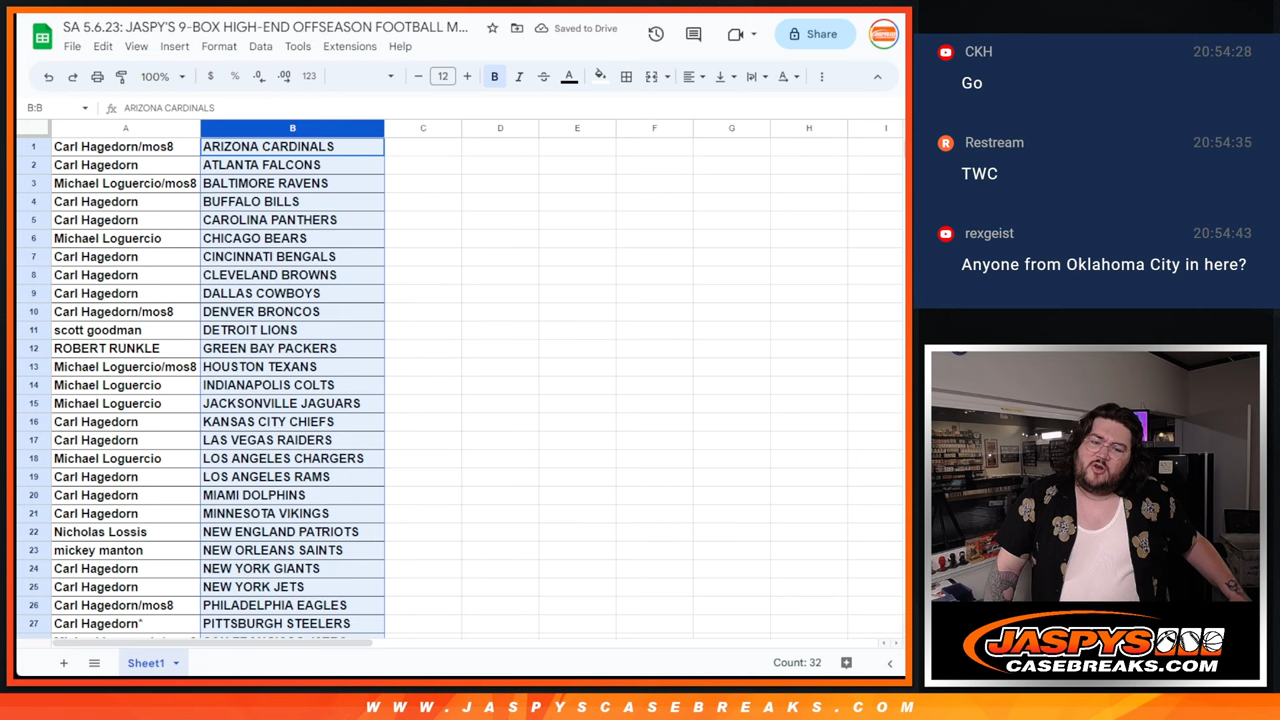 SA 5.6.23: JASPY'S 9-BOX HIGH-END OFFSEASON FOOTBALL M...
Saved to Drive
Share
File Edit View Insert Format Data Tools Extensions Help
100% $ % .0 .00 123 12 B I A
B:B fx ARIZONA CARDINALS
A B C D E F G H I
1 Carl Hagedorn/mos8 ARIZONA CARDINALS
2 Carl Hagedorn ATLANTA FALCONS
3 Michael Loguercio/mos8 BALTIMORE RAVENS
4 Carl Hagedorn BUFFALO BILLS
5 Carl Hagedorn CAROLINA PANTHERS
6 Michael Loguercio CHICAGO BEARS
7 Carl Hagedorn CINCINNATI BENGALS
8 Carl Hagedorn CLEVELAND BROWNS
9 Carl Hagedorn DALLAS COWBOYS
10 Carl Hagedorn/mos8 DENVER BRONCOS
11 scott goodman DETROIT LIONS
12 ROBERT RUNKLE GREEN BAY PACKERS
13 Michael Loguercio/mos8 HOUSTON TEXANS
14 Michael Loguercio INDIANAPOLIS COLTS
15 Michael Loguercio JACKSONVILLE JAGUARS
16 Carl Hagedorn KANSAS CITY CHIEFS
17 Carl Hagedorn LAS VEGAS RAIDERS
18 Michael Loguercio LOS ANGELES CHARGERS
19 Carl Hagedorn LOS ANGELES RAMS
20 Carl Hagedorn MIAMI DOLPHINS
21 Carl Hagedorn MINNESOTA VIKINGS
22 Nicholas Lossis NEW ENGLAND PATRIOTS
23 mickey manton NEW ORLEANS SAINTS
24 Carl Hagedorn NEW YORK GIANTS
25 Carl Hagedorn NEW YORK JETS
26 Carl Hagedorn/mos8 PHILADELPHIA EAGLES
27 Carl Hagedorn* PITTSBURGH STEELERS
Sheet1
Count: 32
CKH 20:54:28
Go
Restream 20:54:35
TWC
rexgeist 20:54:43
Anyone from Oklahoma City in here?
JASPYS
CASEBREAKS.COM
WWW.JASPYSCASEBREAKS.COM